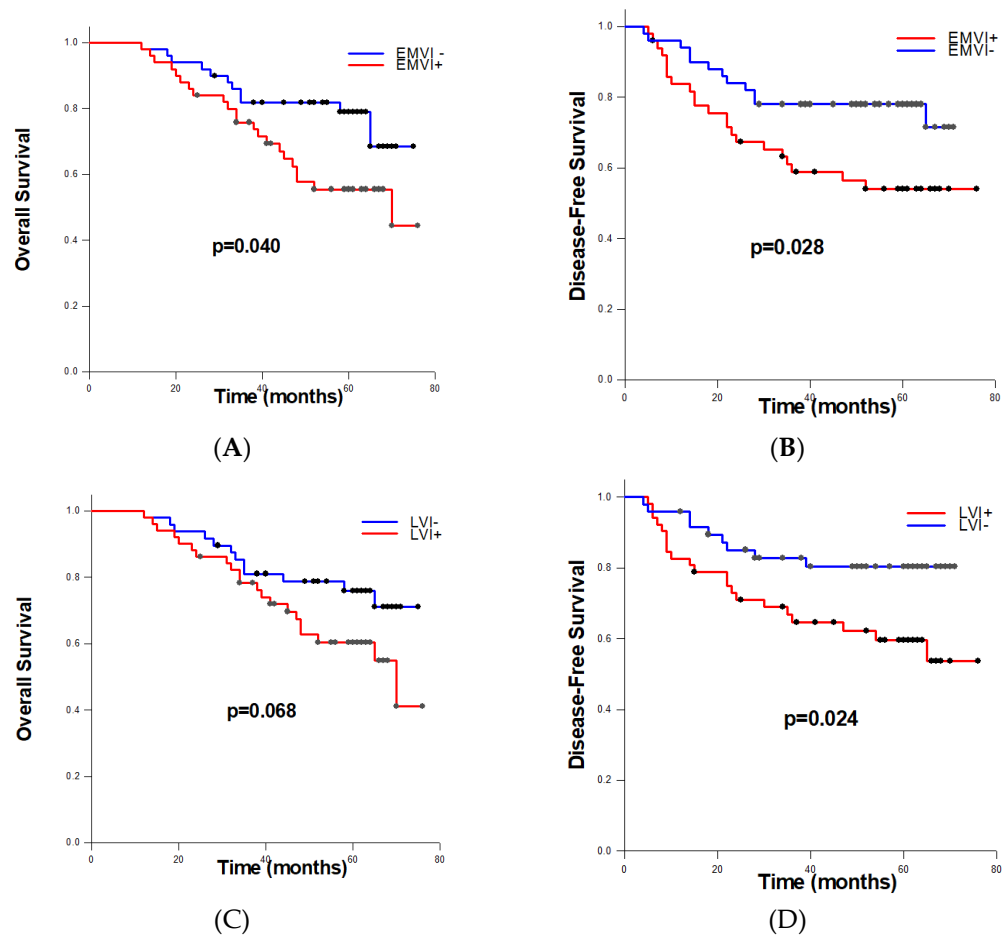 EMVI -
EMVI+
1.0
0.8
0.6
0.4
0.2
0.0
0 20 40 60 80
Overall Survival
Time (months)
p=0.040
(A)
EMVI+
EMVI-
1.0
0.8
0.6
0.4
0.2
0.0
0 20 40 60 80
Disease-Free Survival
Time (months)
p=0.028
(B)
LVI-
LVI+
1.0
0.8
0.6
0.4
0.2
0.0
0 20 40 60 80
Overall Survival
Time (months)
p=0.068
(C)
LVI+
LVI-
1.0
0.8
0.6
0.4
0.2
0.0
0 20 40 60 80
Disease-Free Survival
Time (months)
p=0.024
(D)